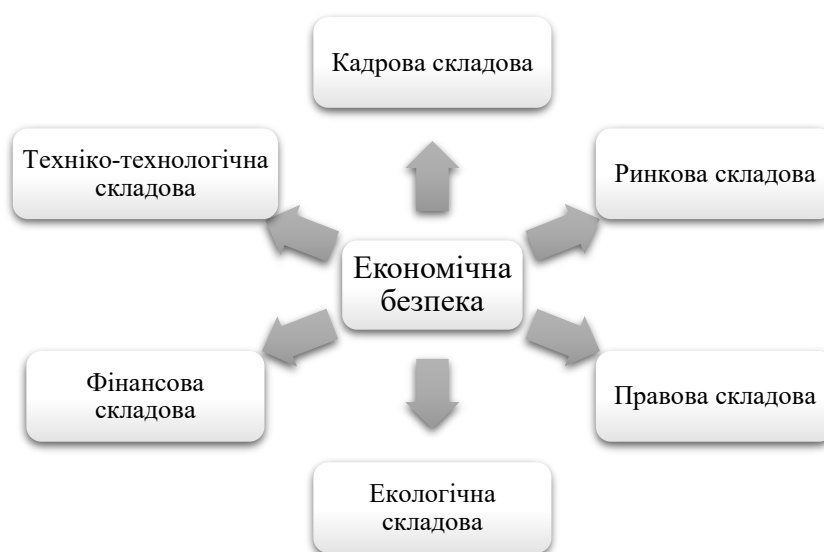 Кадрова складова
Техніко-технологічна
складова
Ринкова складова
Економічна
безпека
Фінансова
складова
Правова складова
Екологічна
складова